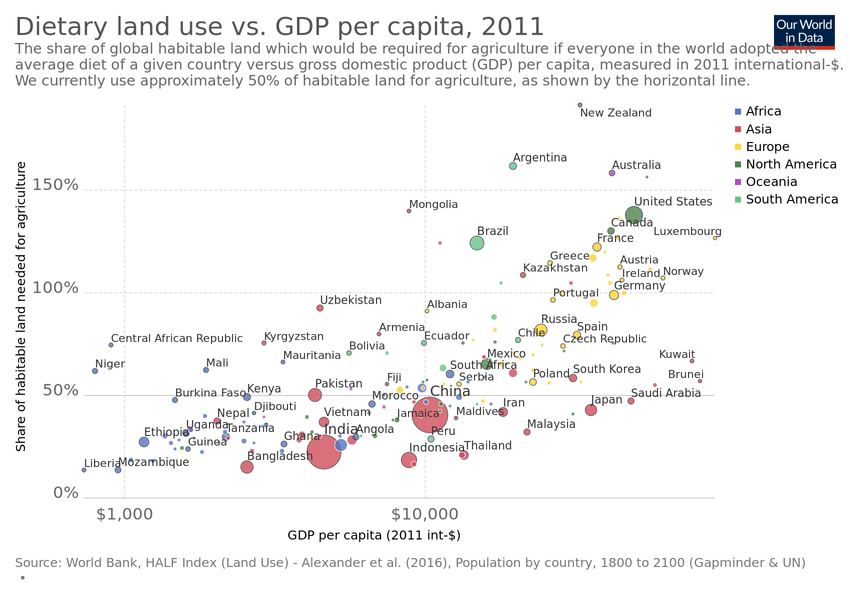 Dietary land use vs. GDP per capita, 2011
Our World
in Data
The share of global habitable land which would be required for agriculture if everyone in the world adopted the
average diet of a given country versus gross domestic product (GDP) per capita, measured in 2011 international-$.
We currently use approximately 50% of habitable land for agriculture, as shown by the horizontal line.
New Zealand
Africa
Asia
Europe
North America
Oceania
South America
Argentina
Australia
150%
Mongolia
United States
Brazil
Canada
Luxembourg
France
Greece
Kazakhstan
Austria
Ireland
Norway
Germany
100%
Uzbekistan
Albania
Portugal
Central African Republic
Kyrgyzstan
Armenia
Ecuador
Chile
Russia
Spain
Czech Republic
Niger
Mali
Mauritania
Bolivia
Mexico
South Africa
Kuwait
Brunei
Fiji
Serbia
Poland
South Korea
50%
Burkina Faso
Kenya
Pakistan
Morocco
China
Saudi Arabia
Nepal
Djibouti
Vietnam
Jamaica
Maldives
Iran
Japan
Ethiopia
Uganda
Tanzania
Guinea
Ghana
India
Angola
Peru
Malaysia
Liberia
Mozambique
Bangladesh
Indonesia
Thailand
0%
$1,000
$10,000
Share of habitable land needed for agriculture
GDP per capita (2011 int-$)
Source: World Bank, HALF Index (Land Use) - Alexander et al. (2016), Population by country, 1800 to 2100 (Gapminder & UN)
•